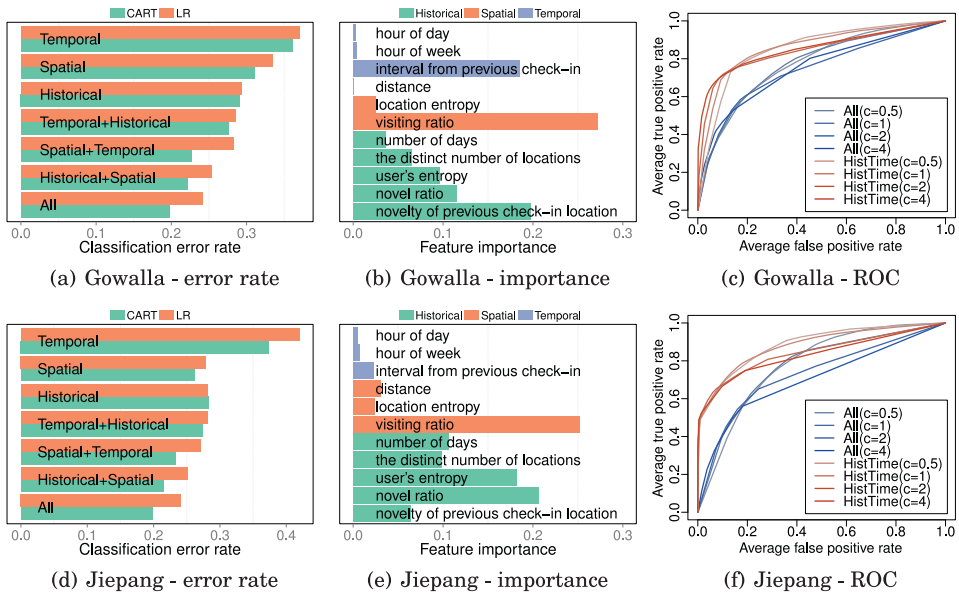 CART LR
Temporal
Spatial
Historical
Temporal+Historical
Spatial+Temporal
Historical+Spatial
All
0.0 0.1 0.2 0.3
Classification error rate
(a) Gowalla - error rate
Historical Spatial Temporal
hour of day
hour of week
interval from previous check-in
distance
location entropy
visiting ratio
number of days
the distinct number of locations
user's entropy
novel ratio
novelty of previous check-in location
0.0 0.1 0.2 0.3
Feature importance
(b) Gowalla - importance
Average true positive rate
1.0
0.8
0.6
0.4
0.2
0.0
All(c=0.5)
All(c=1)
All(c=2)
All(c=4)
HistTime(c=0.5)
HistTime(c=1)
HistTime(c=2)
HistTime(c=4)
0.0 0.2 0.4 0.6 0.8 1.0
Average false positive rate
(c) Gowalla - ROC
CART LR
Temporal
Spatial
Historical
Temporal+Historical
Spatial+Temporal
Historical+Spatial
All
0.0 0.1 0.2 0.3 0.4
Classification error rate
(d) Jiepang - error rate
Historical Spatial Temporal
hour of day
hour of week
interval from previous check-in
distance
location entropy
visiting ratio
number of days
the distinct number of locations
user's entropy
novel ratio
novelty of previous check-in location
0.0 0.1 0.2 0.3
Feature importance
(e) Jiepang - importance
Average true positive rate
1.0
0.8
0.6
0.4
0.2
0.0
All(c=0.5)
All(c=1)
All(c=2)
All(c=4)
HistTime(c=0.5)
HistTime(c=1)
HistTime(c=2)
HistTime(c=4)
0.0 0.2 0.4 0.6 0.8 1.0
Average false positive rate
(f) Jiepang - ROC